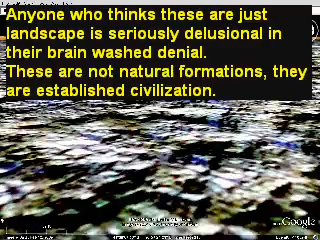 Anyone who thinks these are just
landscape is seriously delusional in
their brain washed denial.
These are not natural formations, they
are established civilization.
Google